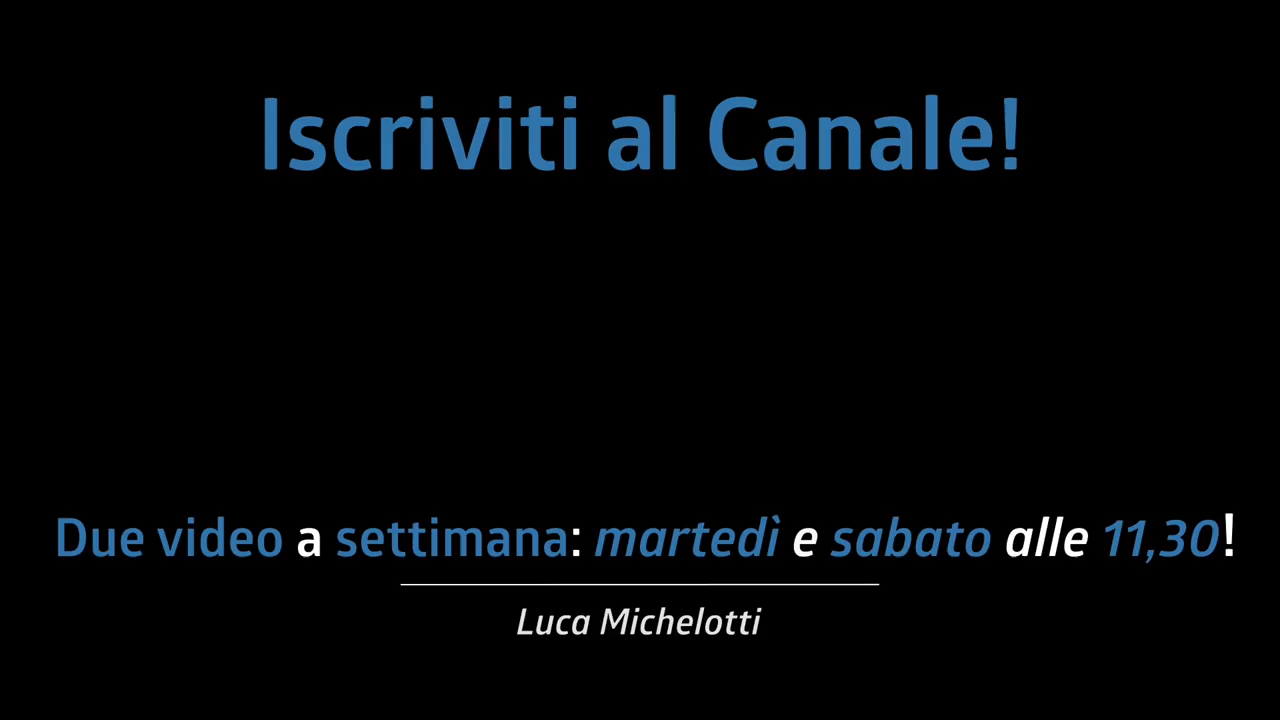 Iscriviti al Canale!
Due video a settimana: martedì e sabato alle 11,30!
Luca Michelotti